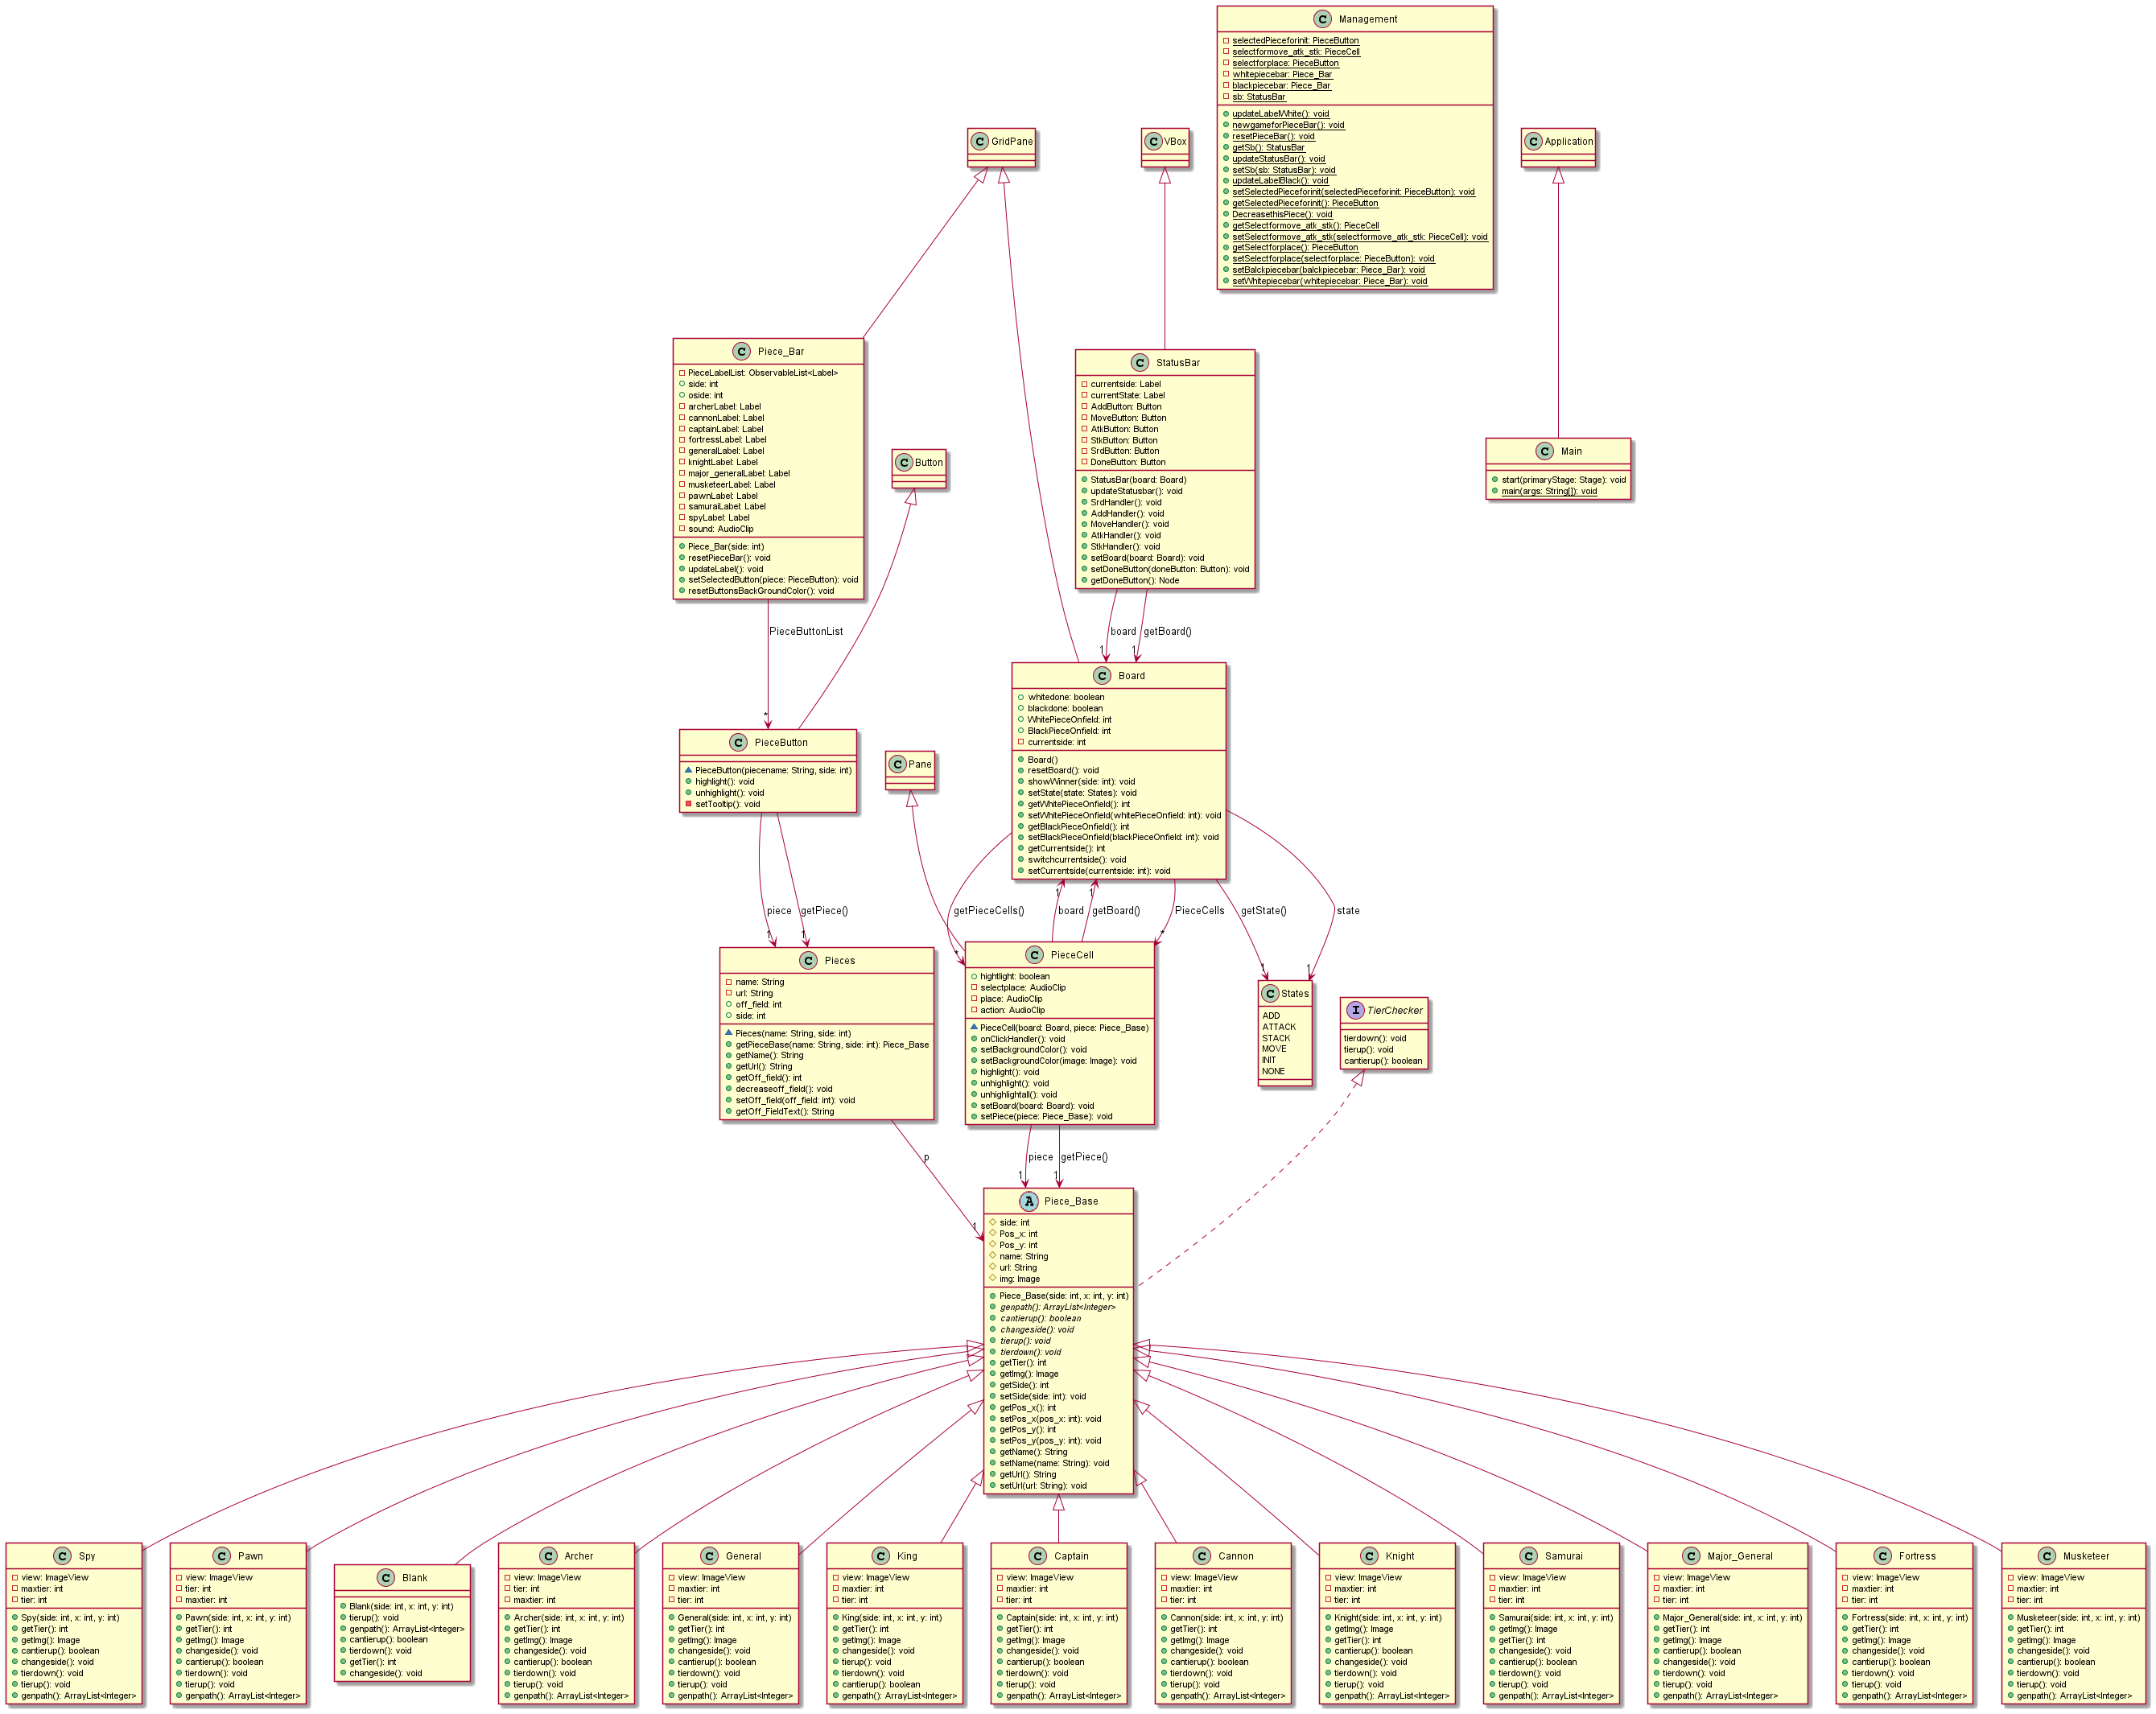 Management
selectedPieceforinit: PieceButton
selectformove_atk_stk: PieceCell
selectforplace: PieceButton
whitepiecebar: Piece_Bar
blackpiecebar: Piece_Bar
sb: StatusBar
updateLabelWhite(): void
newgameforPieceBar(): void
resetPieceBar(): void
getSb(): StatusBar
updateStatusBar(): void
setSb(sb: StatusBar): void
updateLabelBlack(): void
setSelectedPieceforinit(selectedPieceforinit: PieceButton): void
getSelectedPieceforinit(): PieceButton
DecreasethisPiece(): void
getSelectformove_atk_stk(): PieceCell
setSelectformove_atk_stk(selectformove_atk_stk: PieceCell): void
getSelectforplace(): PieceButton
setSelectforplace(selectforplace: PieceButton): void
setBalckpiecebar(balckpiecebar: Piece_Bar): void
setWhitepiecebar(whitepiecebar: Piece_Bar): void
GridPane
VBox
Application
Piece_Bar
PieceLabelList: ObservableList<Label>
side: int
oside: int
archerLabel: Label
cannonLabel: Label
captainLabel: Label
fortressLabel: Label
generalLabel: Label
knightLabel: Label
major_generalLabel: Label
musketeerLabel: Label
pawnLabel: Label
samuraiLabel: Label
spyLabel: Label
sound: AudioClip
Piece_Bar(side: int)
resetPieceBar(): void
updateLabel(): void
setSelectedButton(piece: PieceButton): void
resetButtonsBackGroundColor(): void
StatusBar
currentside: Label
currentState: Label
AddButton: Button
MoveButton: Button
AtkButton: Button
StkButton: Button
SrdButton: Button
DoneButton: Button
StatusBar(board: Board)
updateStatusbar(): void
SrdHandler(): void
AddHandler(): void
MoveHandler(): void
AtkHandler(): void
StkHandler(): void
setBoard(board: Board): void
setDoneButton(doneButton: Button): void
getDoneButton(): Node
Button
Main
start(primaryStage: Stage): void
main(args: String[]): void
PieceButtonList
*
board
1
getBoard()
1
Board
whitedone: boolean
blackdone: boolean
WhitePieceOnfield: int
BlackPieceOnfield: int
currentside: int
Board()
resetBoard(): void
showWinner(side: int): void
setState(state: States): void
getWhitPieceOnfield(): int
setWhitPieceOnfield(whitPieceOnfield: int): void
getBlackPieceOnfield(): int
setBlackPieceOnfield(blackPieceOnfield: int): void
getCurrentside(): int
switchcurrentside(): void
setCurrentside(currentside: int): void
PieceButton
PieceButton(piecename: String, side: int)
highlight(): void
unhighlight(): void
setTooltip(): void
Pane
piece
1
getPiece()
1
getPieceCells()
*
board
1
getBoard()
1
PieceCells
*
getState()
1
state
1
Pieces
name: String
url: String
off_field: int
side: int
Pieces(name: String, side: int)
getPieceBase(name: String, side: int): Piece_Base
getName(): String
getUrl(): String
getOff_field(): int
decreaseoff_field(): void
setOff_field(off_field: int): void
getOff_FieldText(): String
PieceCell
hightlight: boolean
selectplace: AudioClip
place: AudioClip
action: AudioClip
PieceCell(board: Board, piece: Piece_Base)
onClickHandler(): void
setBackgroundColor(): void
setBackgroundColor(image: Image): void
highlight(): void
unhighlight(): void
unhighlightall(): void
setBoard(board: Board): void
setPiece(piece: Piece_Base): void
States
ADD
ATTACK
STACK
MOVE
INIT
NONE
TierChecker
tierdown(): void
tierup(): void
cantierup(): boolean
p
1
piece
1
getPiece()
1
Piece_Base
side: int
Pos_x: int
Pos_y: int
name: String
url: String
img: Image
Piece_Base(side: int, x: int, y: int)
genpath(): ArrayList<Integer>
cantierup(): boolean
changeside(): void
tierup(): void
tierdown(): void
getTier(): int
getImg(): Image
getSide(): int
setSide(side: int): void
getPos_x(): int
setPos_x(pos_x: int): void
getPos_y(): int
setPos_y(pos_y: int): void
getName(): String
setName(name: String): void
getUrl(): String
setUrl(url: String): void
Spy
view: ImageView
maxtier: int
tier: int
Spy(side: int, x: int, y: int)
getTier(): int
getImg(): Image
cantierup(): boolean
changeside(): void
tierdown(): void
tierup(): void
genpath(): ArrayList<Integer>
Pawn
view: ImageView
tier: int
maxtier: int
Pawn(side: int, x: int, y: int)
getTier(): int
getImg(): Image
changeside(): void
cantierup(): boolean
tierdown(): void
tierup(): void
genpath(): ArrayList<Integer>
Blank
Blank(side: int, x: int, y: int)
tierup(): void
genpath(): ArrayList<Integer>
cantierup(): boolean
tierdown(): void
getTier(): int
changeside(): void
Archer
view: ImageView
tier: int
maxtier: int
Archer(side: int, x: int, y: int)
getTier(): int
getImg(): Image
changeside(): void
cantierup(): boolean
tierdown(): void
tierup(): void
genpath(): ArrayList<Integer>
General
view: ImageView
maxtier: int
tier: int
General(side: int, x: int, y: int)
getTier(): int
getImg(): Image
changeside(): void
cantierup(): boolean
tierdown(): void
tierup(): void
genpath(): ArrayList<Integer>
King
view: ImageView
maxtier: int
tier: int
King(side: int, x: int, y: int)
getTier(): int
getImg(): Image
changeside(): void
tierup(): void
tierdown(): void
cantierup(): boolean
genpath(): ArrayList<Integer>
Captain
view: ImageView
maxtier: int
tier: int
Captain(side: int, x: int, y: int)
getTier(): int
getImg(): Image
changeside(): void
cantierup(): boolean
tierdown(): void
tierup(): void
genpath(): ArrayList<Integer>
Cannon
view: ImageView
maxtier: int
tier: int
Cannon(side: int, x: int, y: int)
getTier(): int
getImg(): Image
changeside(): void
cantierup(): boolean
tierdown(): void
tierup(): void
genpath(): ArrayList<Integer>
Knight
view: ImageView
maxtier: int
tier: int
Knight(side: int, x: int, y: int)
getImg(): Image
getTier(): int
cantierup(): boolean
changeside(): void
tierdown(): void
tierup(): void
genpath(): ArrayList<Integer>
Samurai
view: ImageView
maxtier: int
tier: int
Samurai(side: int, x: int, y: int)
getImg(): Image
getTier(): int
changeside(): void
cantierup(): boolean
tierdown(): void
tierup(): void
genpath(): ArrayList<Integer>
Major_General
view: ImageView
maxtier: int
tier: int
Major_General(side: int, x: int, y: int)
getTier(): int
getImg(): Image
cantierup(): boolean
changeside(): void
tierdown(): void
tierup(): void
genpath(): ArrayList<Integer>
Fortress
view: ImageView
maxtier: int
tier: int
Fortress(side: int, x: int, y: int)
getTier(): int
getImg(): Image
changeside(): void
cantierup(): boolean
tierdown(): void
tierup(): void
genpath(): ArrayList<Integer>
Musketeer
view: ImageView
maxtier: int
tier: int
Musketeer(side: int, x: int, y: int)
getTier(): int
getImg(): Image
changeside(): void
cantierup(): boolean
tierdown(): void
tierup(): void
genpath(): ArrayList<Integer>